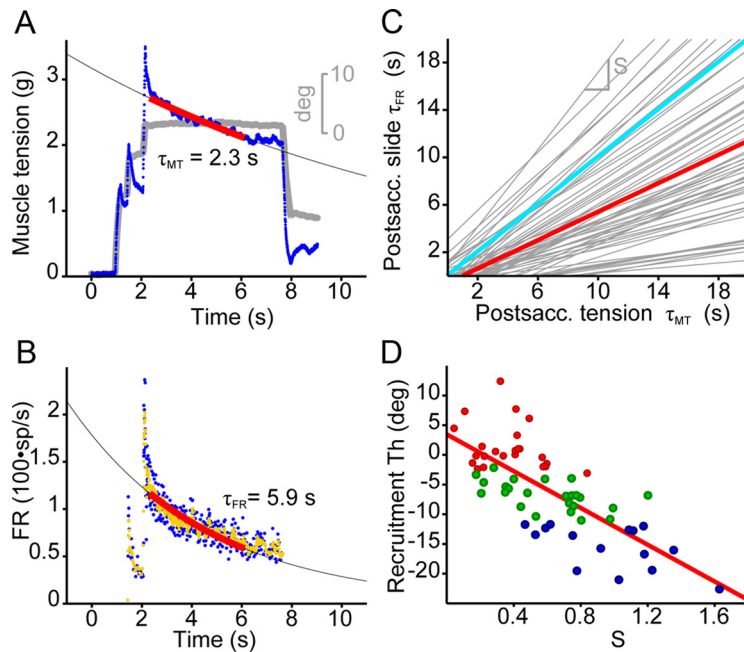 A
Muscle tension (g)
3
2
1
0
10
deg
0
τMT = 2.3 s
0 2 4 6 8 10
Time (s)
B
FR (100•sp/s)
2
1.5
1
0.5
0
τFR = 5.9 s
0 2 4 6 8 10
Time (s)
C
Postsacc. slide τFR (s)
18
14
10
6
2
S
2 6 10 14 18
Postsacc. tension τMT (s)
D
Recruitment Th (deg)
15
10
5
0
-5
-10
-15
-20
0.4 0.8 1.2 1.6
S